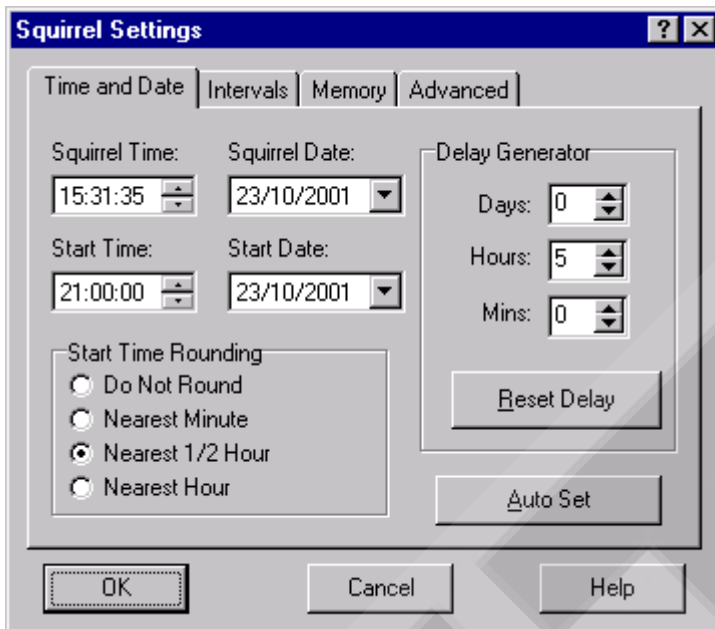 Squirrel Settings
Time and Date Intervals Memory Advanced
Squirrel Time: Squirrel Date:
15:31:35 23/10/2001
Start Time: Start Date:
21:00:00 23/10/2001
Start Time Rounding
Do Not Round
Nearest Minute
Nearest 1/2 Hour
Nearest Hour
Delay Generator
Days: 0
Hours: 5
Mins: 0
Reset Delay
Auto Set
OK Cancel Help